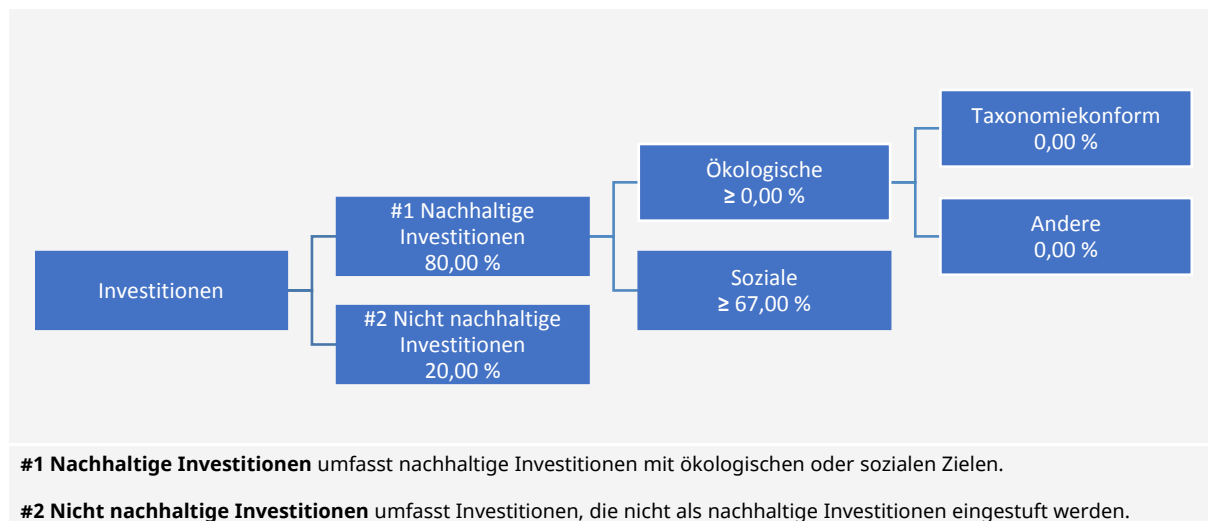 Investitionen
#1 Nachhaltige
Investitionen
80,00 %
#2 Nicht nachhaltige
Investitionen
20,00 %
Ökologische
≥ 0,00 %
Soziale
≥ 67,00 %
Taxonomiekonform
0,00 %
Andere
0,00 %
#1 Nachhaltige Investitionen umfasst nachhaltige Investitionen mit ökologischen oder sozialen Zielen.
#2 Nicht nachhaltige Investitionen umfasst Investitionen, die nicht als nachhaltige Investitionen eingestuft werden.